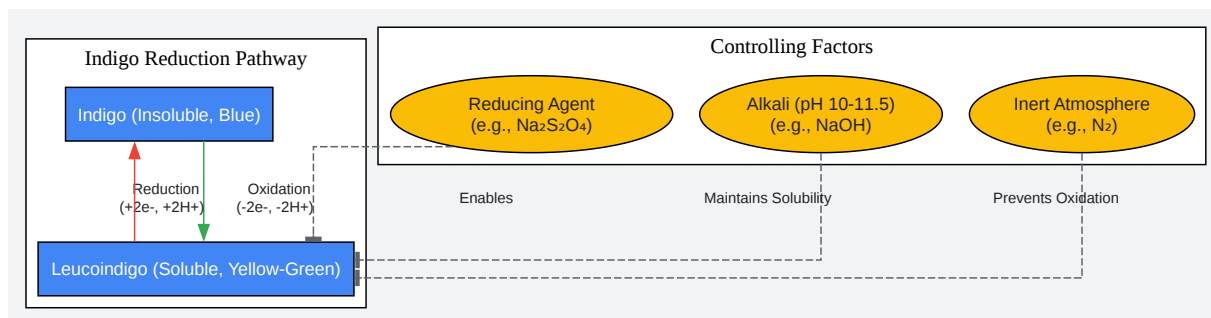 Indigo Reduction Pathway
Indigo (Insoluble, Blue)
Reduction
(+2e-, +2H+)
Oxidation
(-2e-, -2H+)
Leucoindigo (Soluble, Yellow-Green)
Controlling Factors
Reducing Agent
(e.g., Na₂S₂O₄)
Alkali (pH 10-11.5)
(e.g., NaOH)
Inert Atmosphere
(e.g., N₂)
Enables
Maintains Solubility
Prevents Oxidation